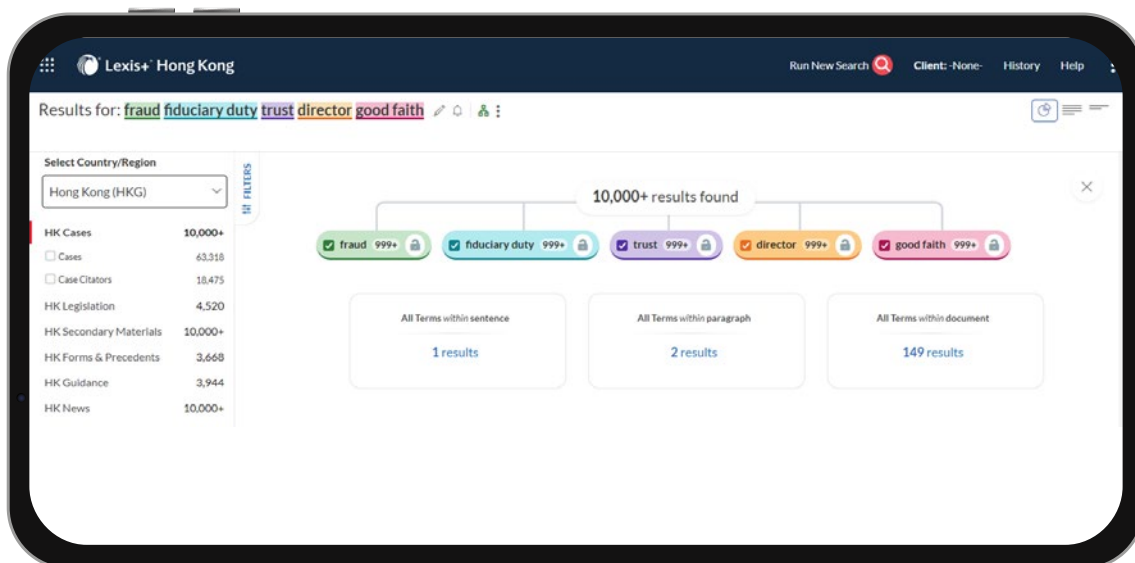 Lexis+ Hong Kong
Run New Search
Client: -None-
History
Help
Results for: fraud fiduciary duty trust director good faith
Select Country/Region
Hong Kong (HKG)
FILTERS
HK Cases 10,000+
Cases 63,318
Case Citators 18,475
HK Legislation 4,520
HK Secondary Materials 10,000+
HK Forms & Precedents 3,668
HK Guidance 3,944
HK News 10,000+
10,000+ results found
fraud 999+
fiduciary duty 999+
trust 999+
director 999+
good faith 999+
All Terms within sentence
1 results
All Terms within paragraph
2 results
All Terms within document
149 results